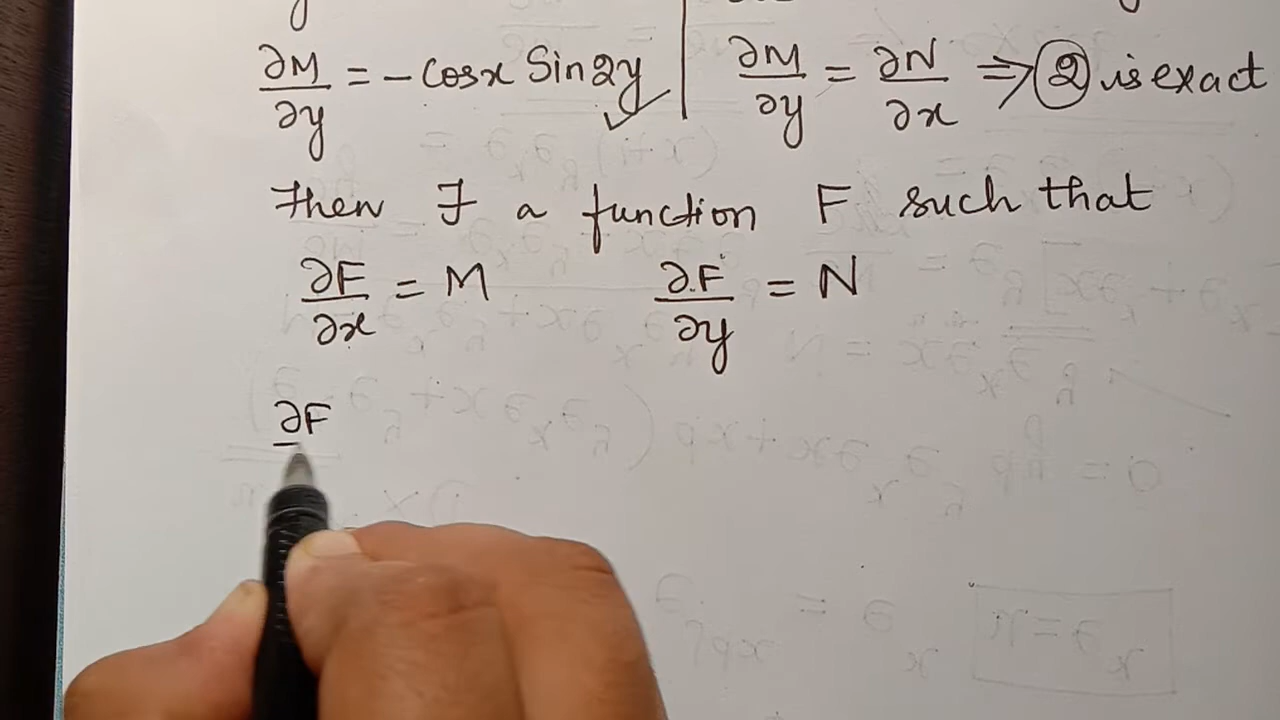 ∂M/∂y = -cosx Sin2y ✓ | ∂M/∂y = ∂N/∂x ⇒ ② is exact
Then ∃ a function F such that
∂F/∂x = M ∂F/∂y = N
∂F